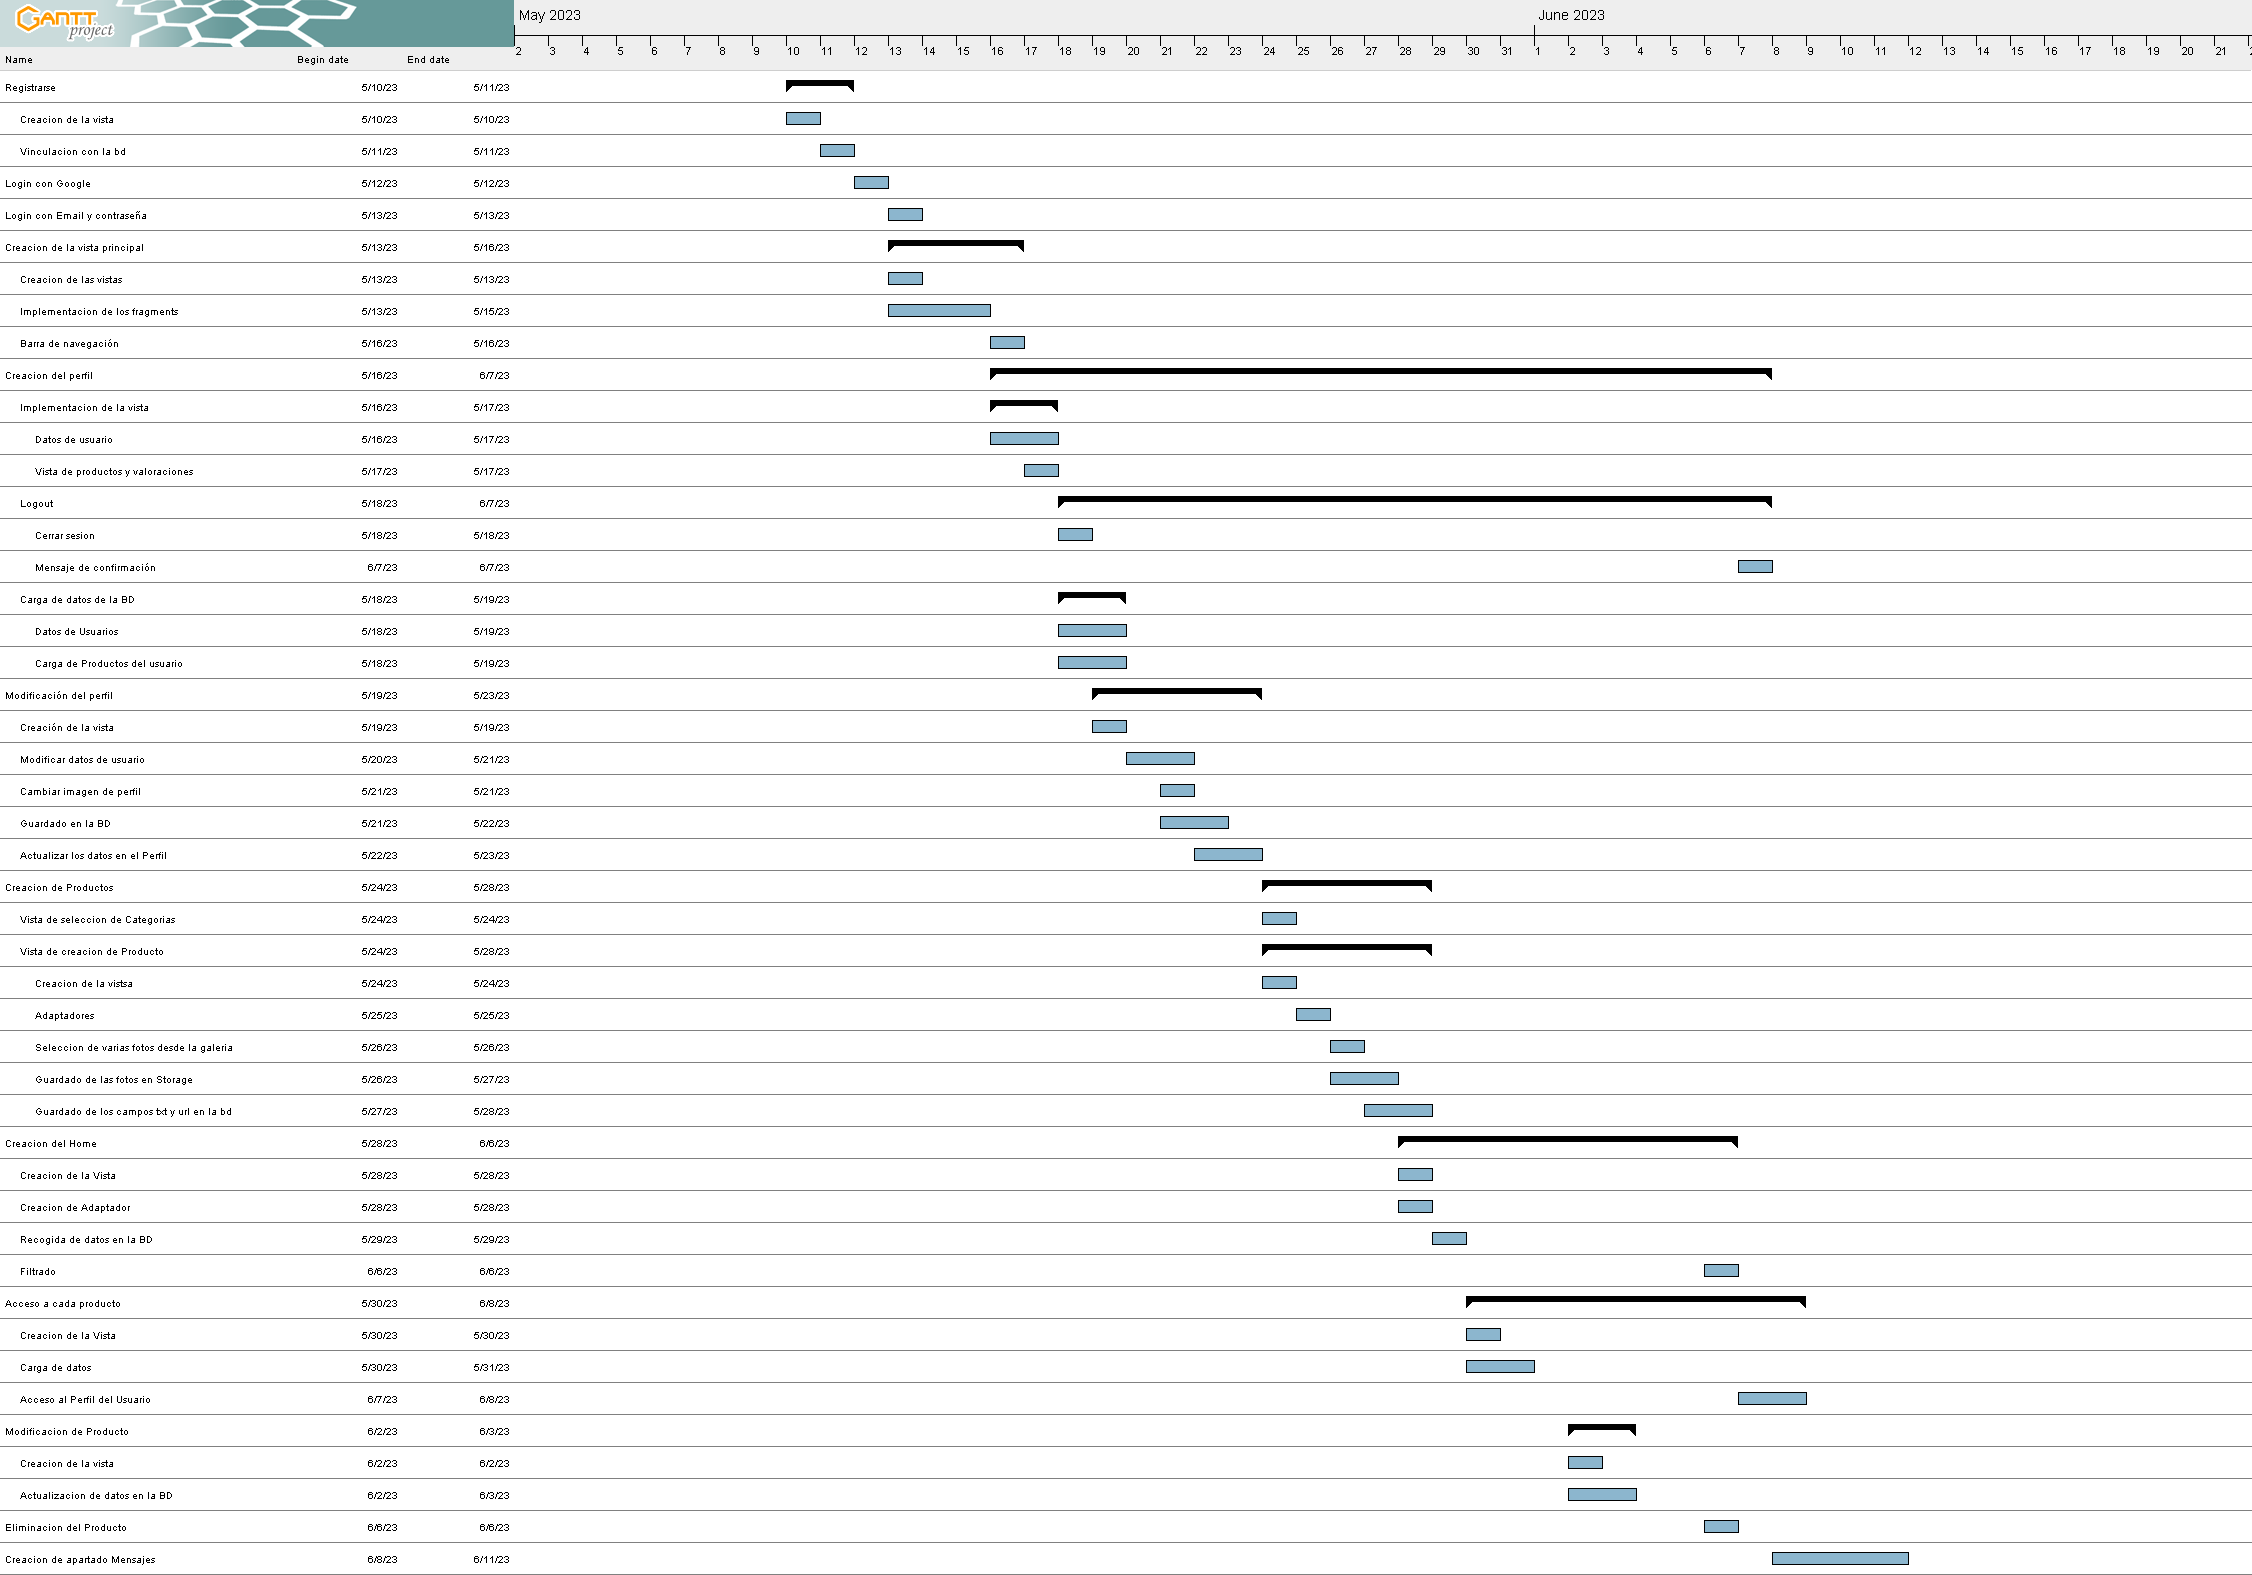 GANTT project
May 2023 June 2023
2 3 4 5 6 7 8 9 10 11 12 13 14 15 16 17 18 19 20 21 22 23 24 25 26 27 28 29 30 31 1 2 3 4 5 6 7 8 9 10 11 12 13 14 15 16 17 18 19 20 21
Name Begin date End date
Registrarse 5/10/23 5/11/23
Creacion de la vista 5/10/23 5/10/23
Vinculacion con la bd 5/11/23 5/11/23
Login con Google 5/12/23 5/12/23
Login con Email y contraseña 5/13/23 5/13/23
Creacion de la vista principal 5/13/23 5/16/23
Creacion de las vistas 5/13/23 5/13/23
Implementacion de los fragments 5/13/23 5/15/23
Barra de navegación 5/16/23 5/16/23
Creacion del perfil 5/16/23 6/7/23
Implementacion de la vista 5/16/23 5/17/23
Datos de usuario 5/16/23 5/17/23
Vista de productos y valoraciones 5/17/23 5/17/23
Logout 5/18/23 6/7/23
Cerrar sesion 5/18/23 5/18/23
Mensaje de confirmación 6/7/23 6/7/23
Carga de datos de la BD 5/18/23 5/19/23
Datos de Usuarios 5/18/23 5/19/23
Carga de Productos del usuario 5/18/23 5/19/23
Modificación del perfil 5/19/23 5/23/23
Creación de la vista 5/19/23 5/19/23
Modificar datos de usuario 5/20/23 5/21/23
Cambiar imagen de perfil 5/21/23 5/21/23
Guardado en la BD 5/21/23 5/22/23
Actualizar los datos en el Perfil 5/22/23 5/23/23
Creacion de Productos 5/24/23 5/28/23
Vista de seleccion de Categorias 5/24/23 5/24/23
Vista de creacion de Producto 5/24/23 5/28/23
Creacion de la vistsa 5/24/23 5/24/23
Adaptadores 5/25/23 5/25/23
Seleccion de varias fotos desde la galeria 5/26/23 5/26/23
Guardado de las fotos en Storage 5/26/23 5/27/23
Guardado de los campos txt y url en la bd 5/27/23 5/28/23
Creacion del Home 5/28/23 6/6/23
Creacion de la Vista 5/28/23 5/28/23
Creacion de Adaptador 5/28/23 5/28/23
Recogida de datos en la BD 5/29/23 5/29/23
Filtrado 6/6/23 6/6/23
Acceso a cada producto 5/30/23 6/8/23
Creacion de la Vista 5/30/23 5/30/23
Carga de datos 5/30/23 5/31/23
Acceso al Perfil del Usuario 6/7/23 6/8/23
Modificacion de Producto 6/2/23 6/3/23
Creacion de la vista 6/2/23 6/2/23
Actualizacion de datos en la BD 6/2/23 6/3/23
Eliminacion del Producto 6/6/23 6/6/23
Creacion de apartado Mensajes 6/8/23 6/11/23